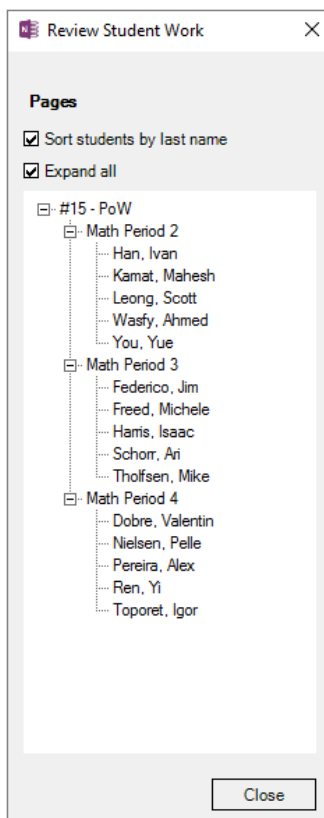 Review Student Work
Pages
Sort students by last name
Expand all
#15 - PoW
Math Period 2
Han, Ivan
Kamat, Mahesh
Leong, Scott
Wasfy, Ahmed
You, Yue
Math Period 3
Federico, Jim
Freed, Michele
Harris, Isaac
Schorr, Ari
Tholfsen, Mike
Math Period 4
Dobre, Valentin
Nielsen, Pelle
Pereira, Alex
Ren, Yi
Toporet, Igor
Close